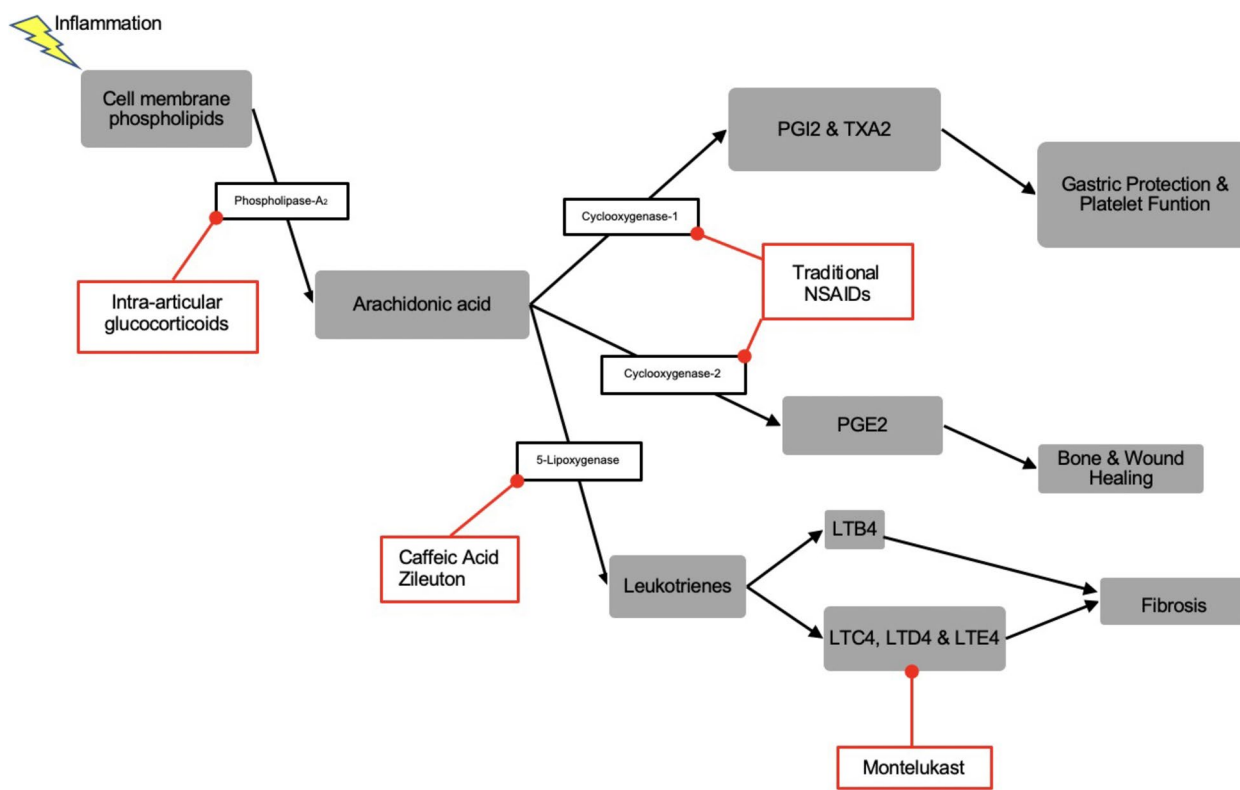 Inflammation
Cell membrane
phospholipids
Phospholipase-A₂
Intra-articular
glucocorticoids
Arachidonic acid
Cyclooxygenase-1
PGI2 & TXA2
Gastric Protection &
Platelet Funtion
Traditional
NSAIDs
Cyclooxygenase-2
PGE2
Bone & Wound
Healing
5-Lipoxygenase
Caffeic Acid
Zileuton
Leukotrienes
LTB4
LTC4, LTD4 & LTE4
Fibrosis
Montelukast